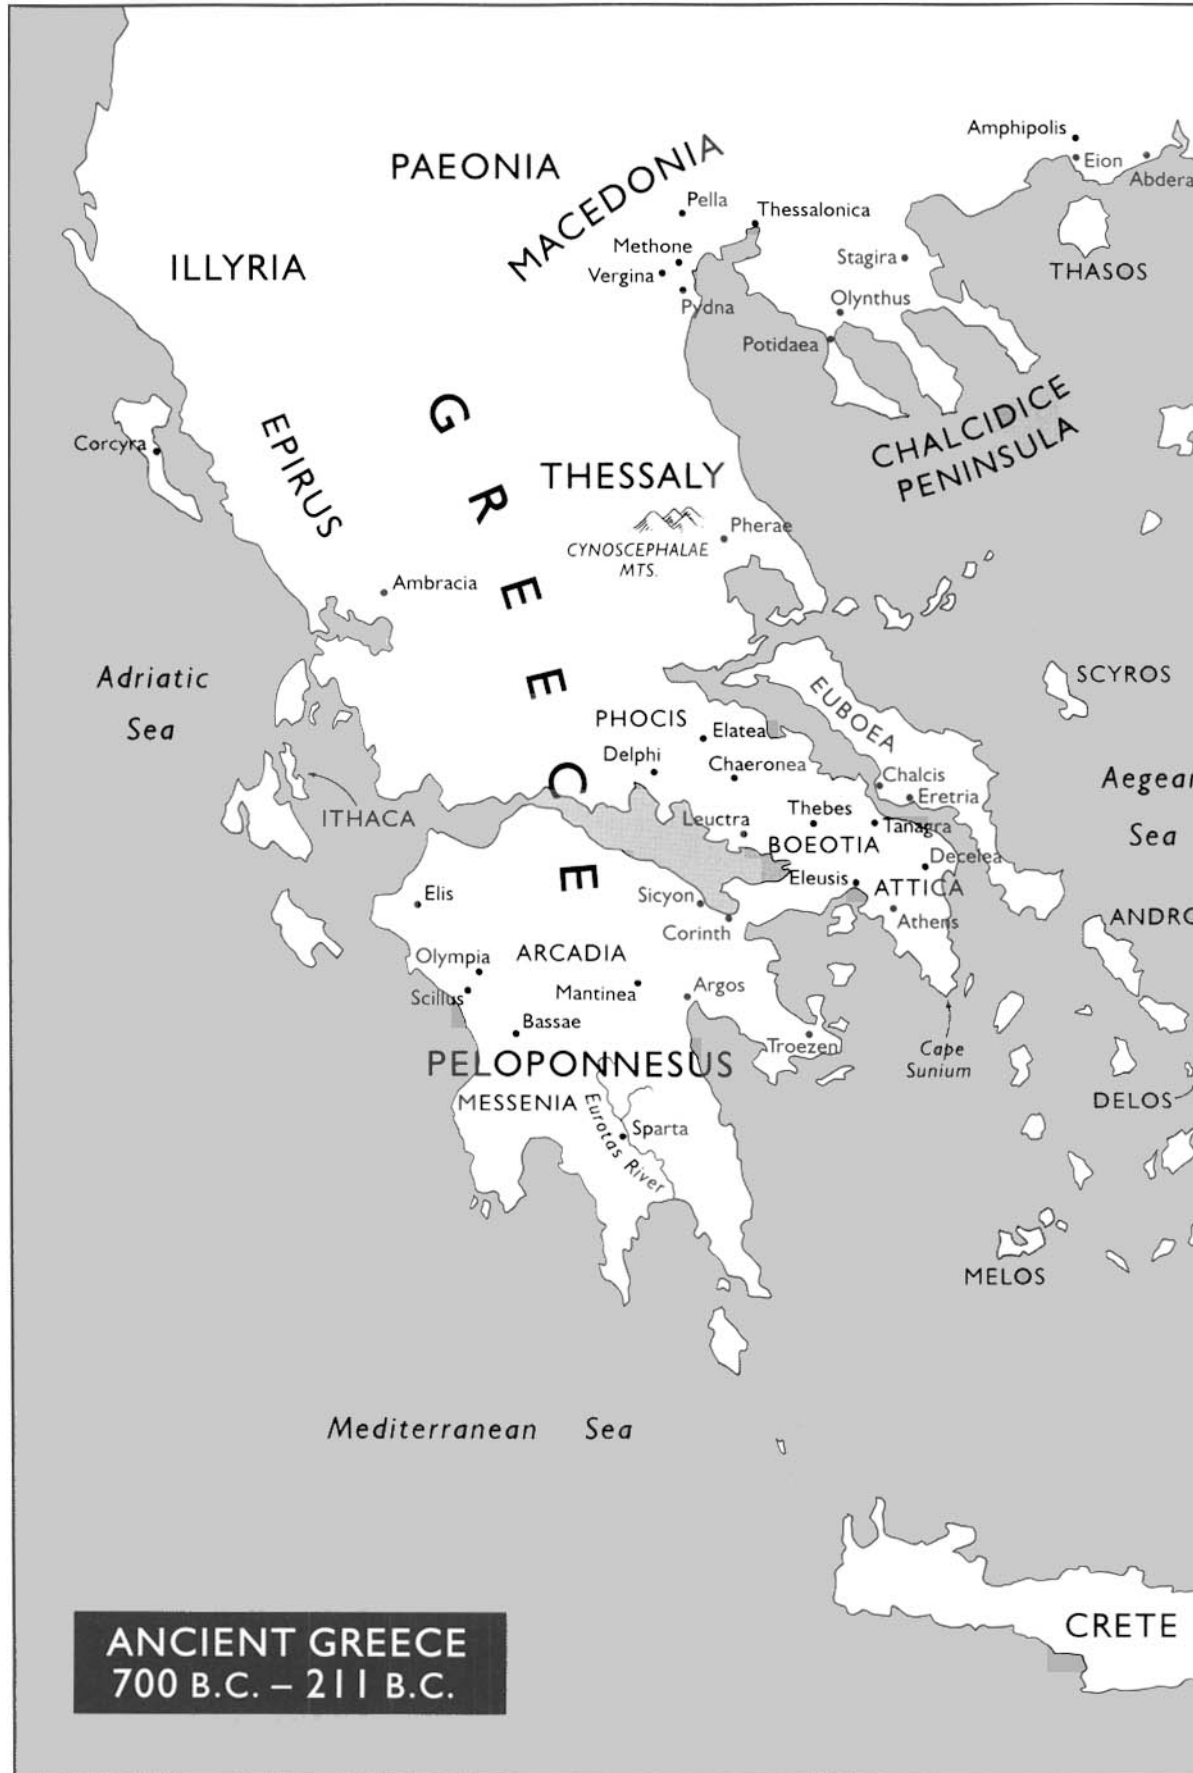 Amphipolis
Eion
Abdera
PAEONIA
MACEDONIA
Pella
Thessalonica
Methone
Vergina
Pydna
Stagira
Olynthus
Potidaea
THASOS
ILLYRIA
CHALCIDICE
PENINSULA
Corcyra
EPIRUS
GREECE
THESSALY
CYNOSCEPHALAE
MTS.
Pherae
Ambracia
Adriatic
Sea
SCYROS
EUBOEA
PHOCIS
Elatea
Delphi
Chaeronea
Chalcis
Eretria
Aegean
Sea
ITHACA
Leuctra
Thebes
Tanagra
BOEOTIA
Decelea
Eleusis
ATTICA
Athens
Elis
Sicyon
Corinth
ANDRO
Olympia
ARCADIA
Scillus
Mantinea
Argos
Bassae
Troezen
Cape
Sunium
PELOPONNESUS
MESSENIA
Eurotas River
Sparta
DELOS
MELOS
Mediterranean Sea
CRETE
ANCIENT GREECE
700 B.C. – 211 B.C.